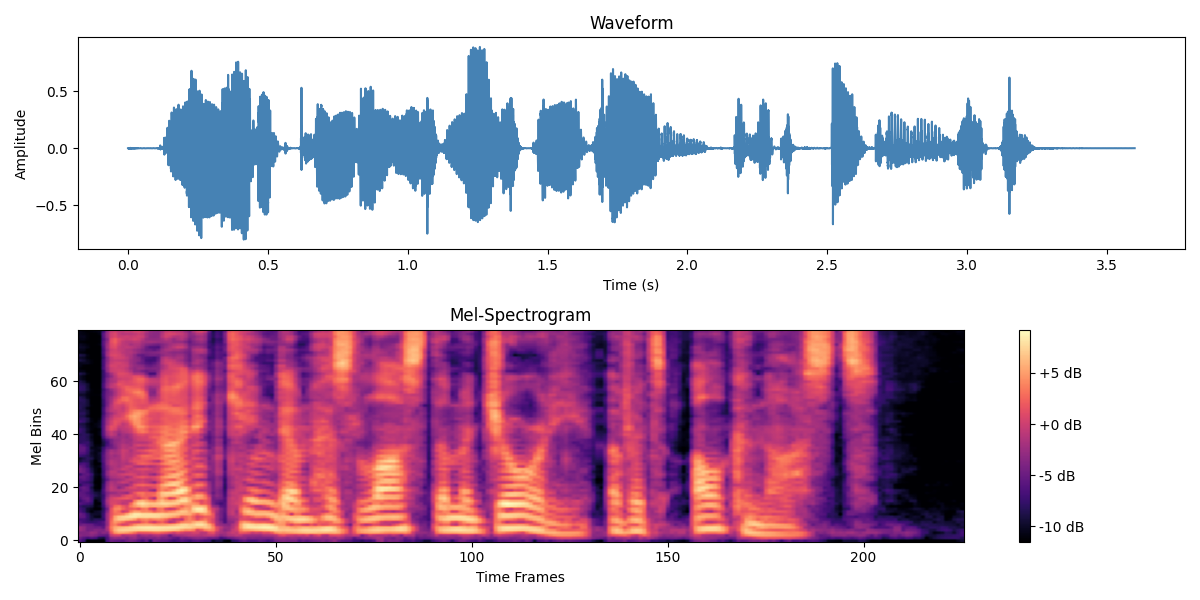 Waveform
Amplitude
0.5
0.0
−0.5
0.0 0.5 1.0 1.5 2.0 2.5 3.0 3.5
Time (s)
Mel-Spectrogram
Mel Bins
60
40
20
0
0 50 100 150 200
Time Frames
+5 dB
+0 dB
-5 dB
-10 dB